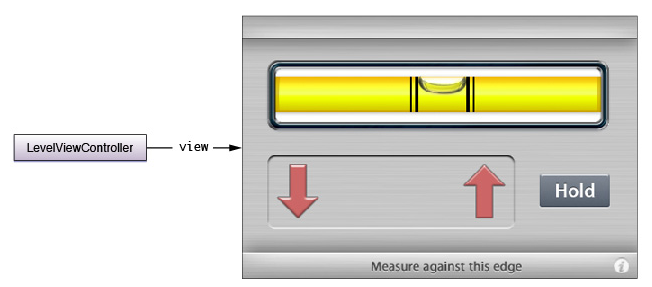 LevelViewController
view
Hold
Measure against this edge
i